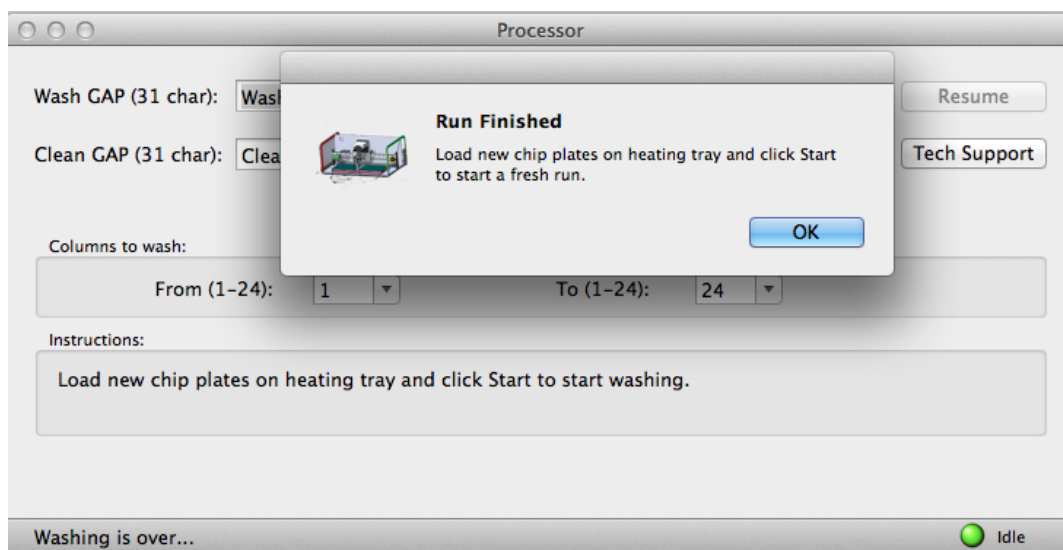 Processor
Wash GAP (31 char):
Resume
Run Finished
Load new chip plates on heating tray and click Start
to start a fresh run.
Clean GAP (31 char):
Tech Support
OK
Columns to wash:
From (1-24): 1 To (1-24): 24
Instructions:
Load new chip plates on heating tray and click Start to start washing.
Washing is over... Idle